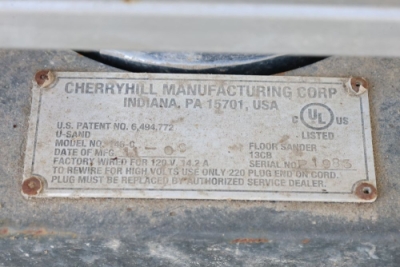 CHERRYHILL MANUFACTURING CORP
INDIANA, PA 15701, USA
C UL US
LISTED
U.S. PATENT NO. 6,494,772
U-SAND
MODEL NO.
FLOOR SANDER
DATE OF MFG.
13CB
FACTORY WIRED FOR 120 V, 14.2 A
SERIAL NO.
TO REWIRE FOR HIGH VOLTS USE ONLY 220 PLUG END ON CORD.
PLUG MUST BE REPLACED BY AUTHORIZED SERVICE DEALER.